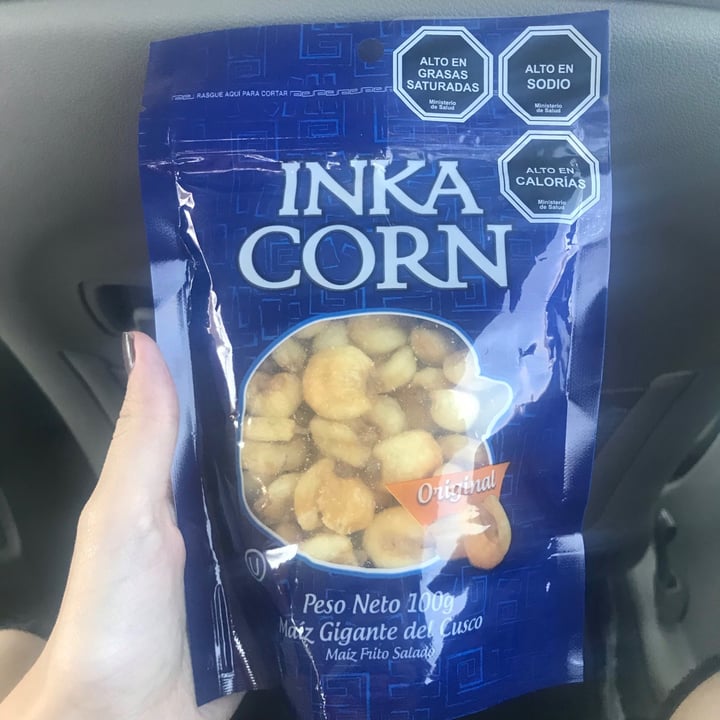 RASGUE AQUÍ PARA CORTAR
ALTO EN
GRASAS
SATURADAS
Ministerio
de Salud
ALTO EN
SODIO
Ministerio
de Salud
ALTO EN
CALORÍAS
Ministerio
de Salud
INKA
CORN
Original
U
Peso Neto 100g
Maíz Gigante del Cusco
Maíz Frito Salado